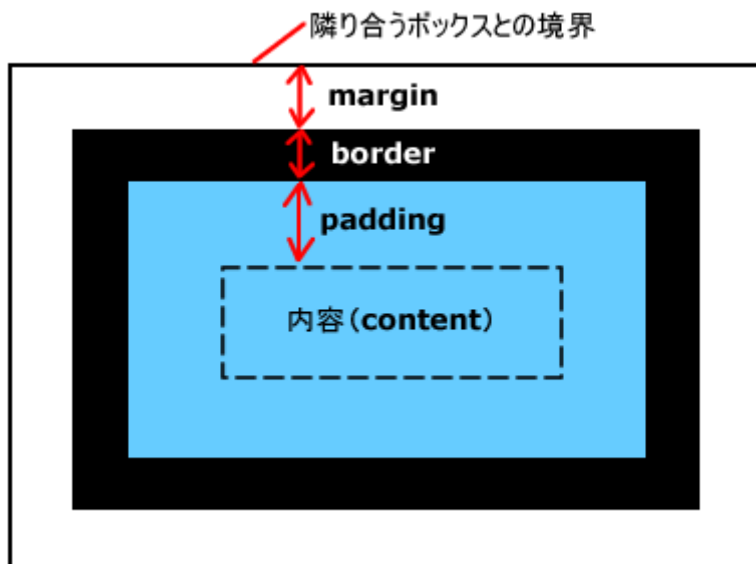 隣り合うボックスとの境界
margin
border
padding
内容（content）